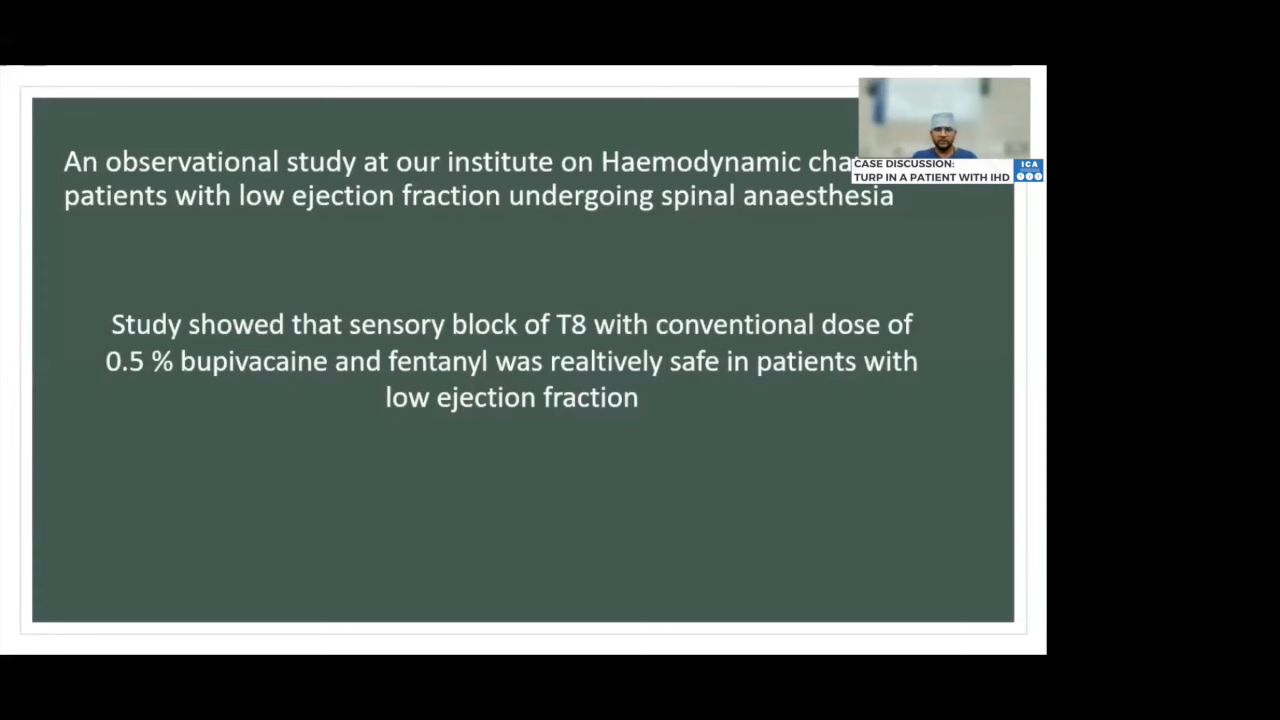 An observational study at our institute on Haemodynamic
patients with low ejection fraction undergoing spinal anaesthesia
CASE DISCUSSION:
TURP IN A PATIENT WITH IHD
ICA
Study showed that sensory block of T8 with conventional dose of
0.5 % bupivacaine and fentanyl was realtively safe in patients with
low ejection fraction